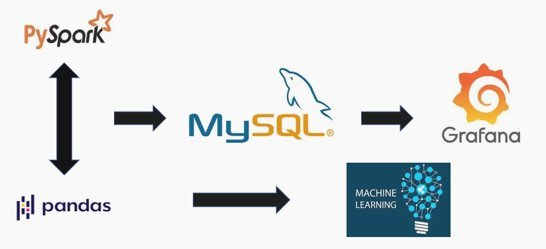 PySpark
MySQL®
Grafana
pandas
MACHINE
LEARNING